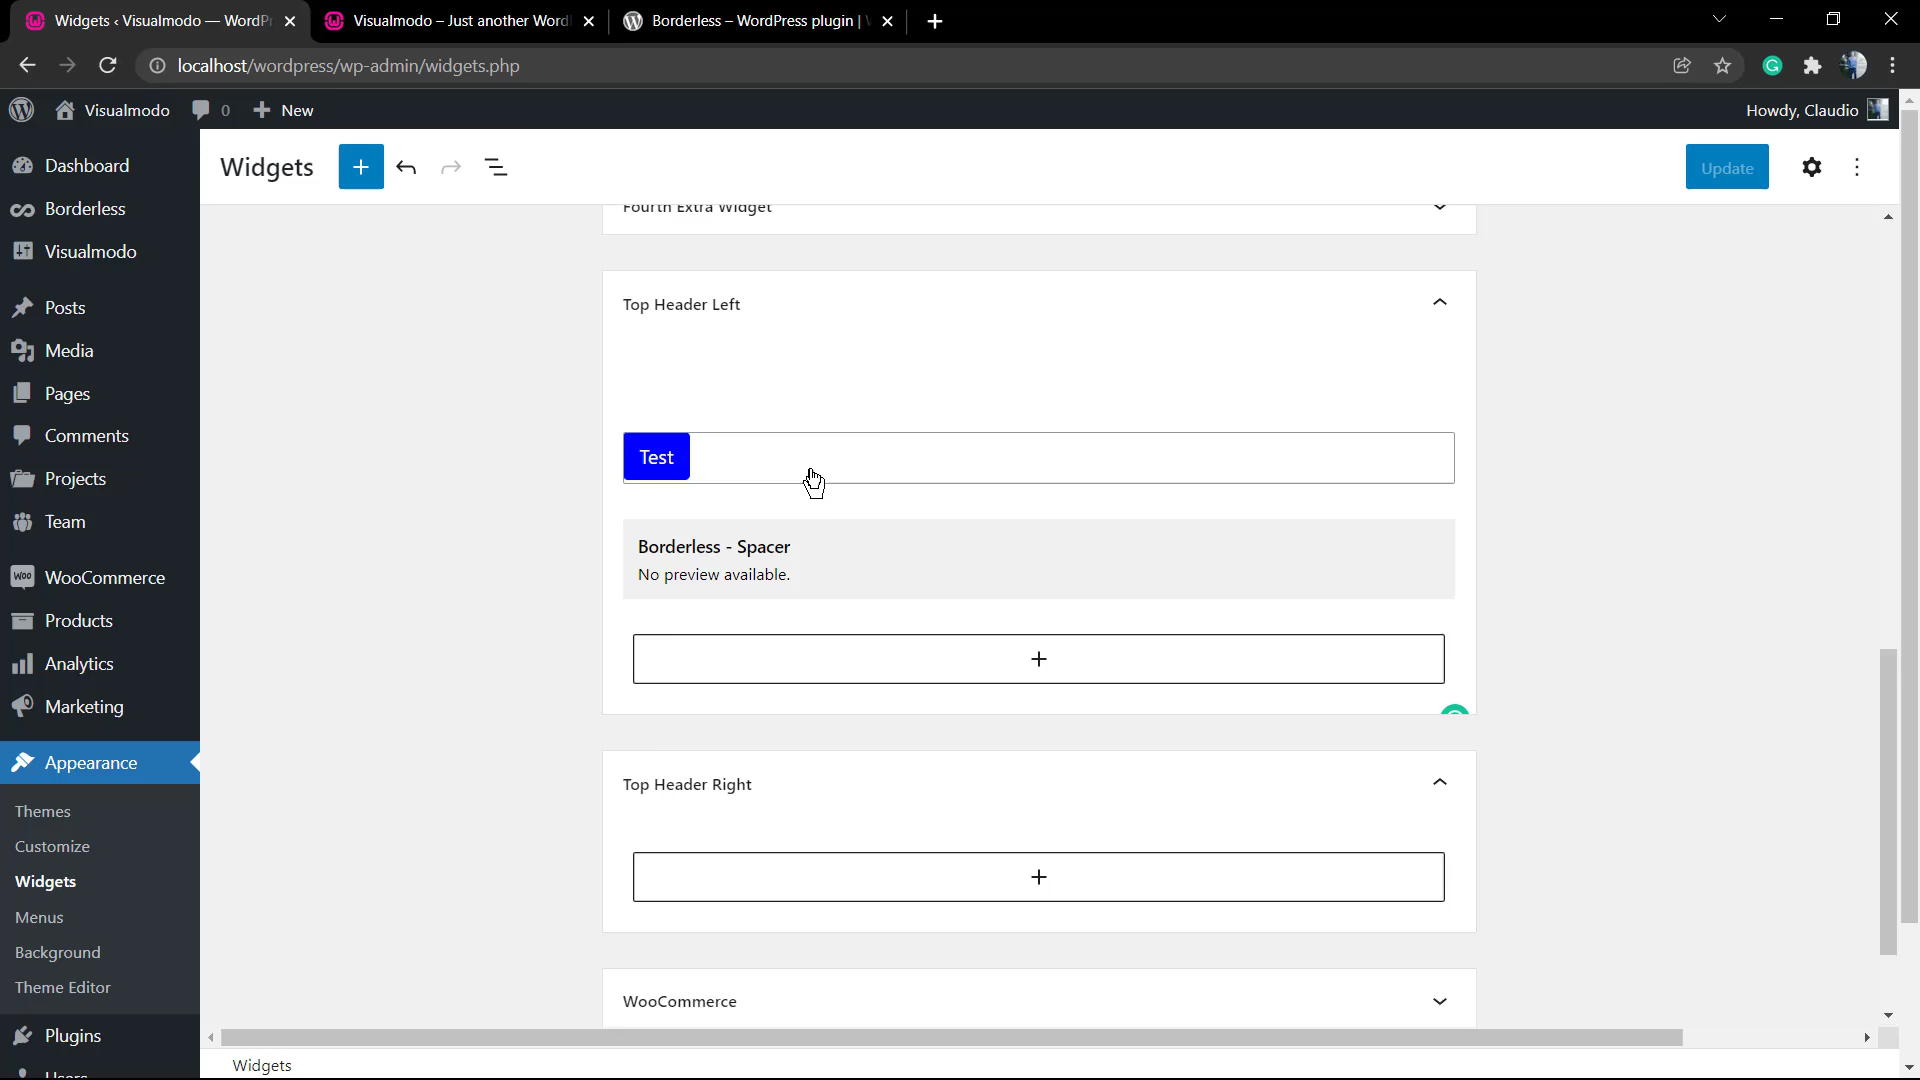 Widgets ‹ Visualmodo — WordPr
Visualmodo – Just another Word
Borderless – WordPress plugin |
localhost/wordpress/wp-admin/widgets.php
Visualmodo
0
New
Howdy, Claudio
Dashboard
Borderless
Visualmodo
Posts
Media
Pages
Comments
Projects
Team
WooCommerce
Products
Analytics
Marketing
Appearance
Themes
Customize
Widgets
Menus
Background
Theme Editor
Plugins
Users
Widgets
Update
Fourth Extra Widget
Top Header Left
Test
Borderless - Spacer
No preview available.
Top Header Right
WooCommerce
Widgets